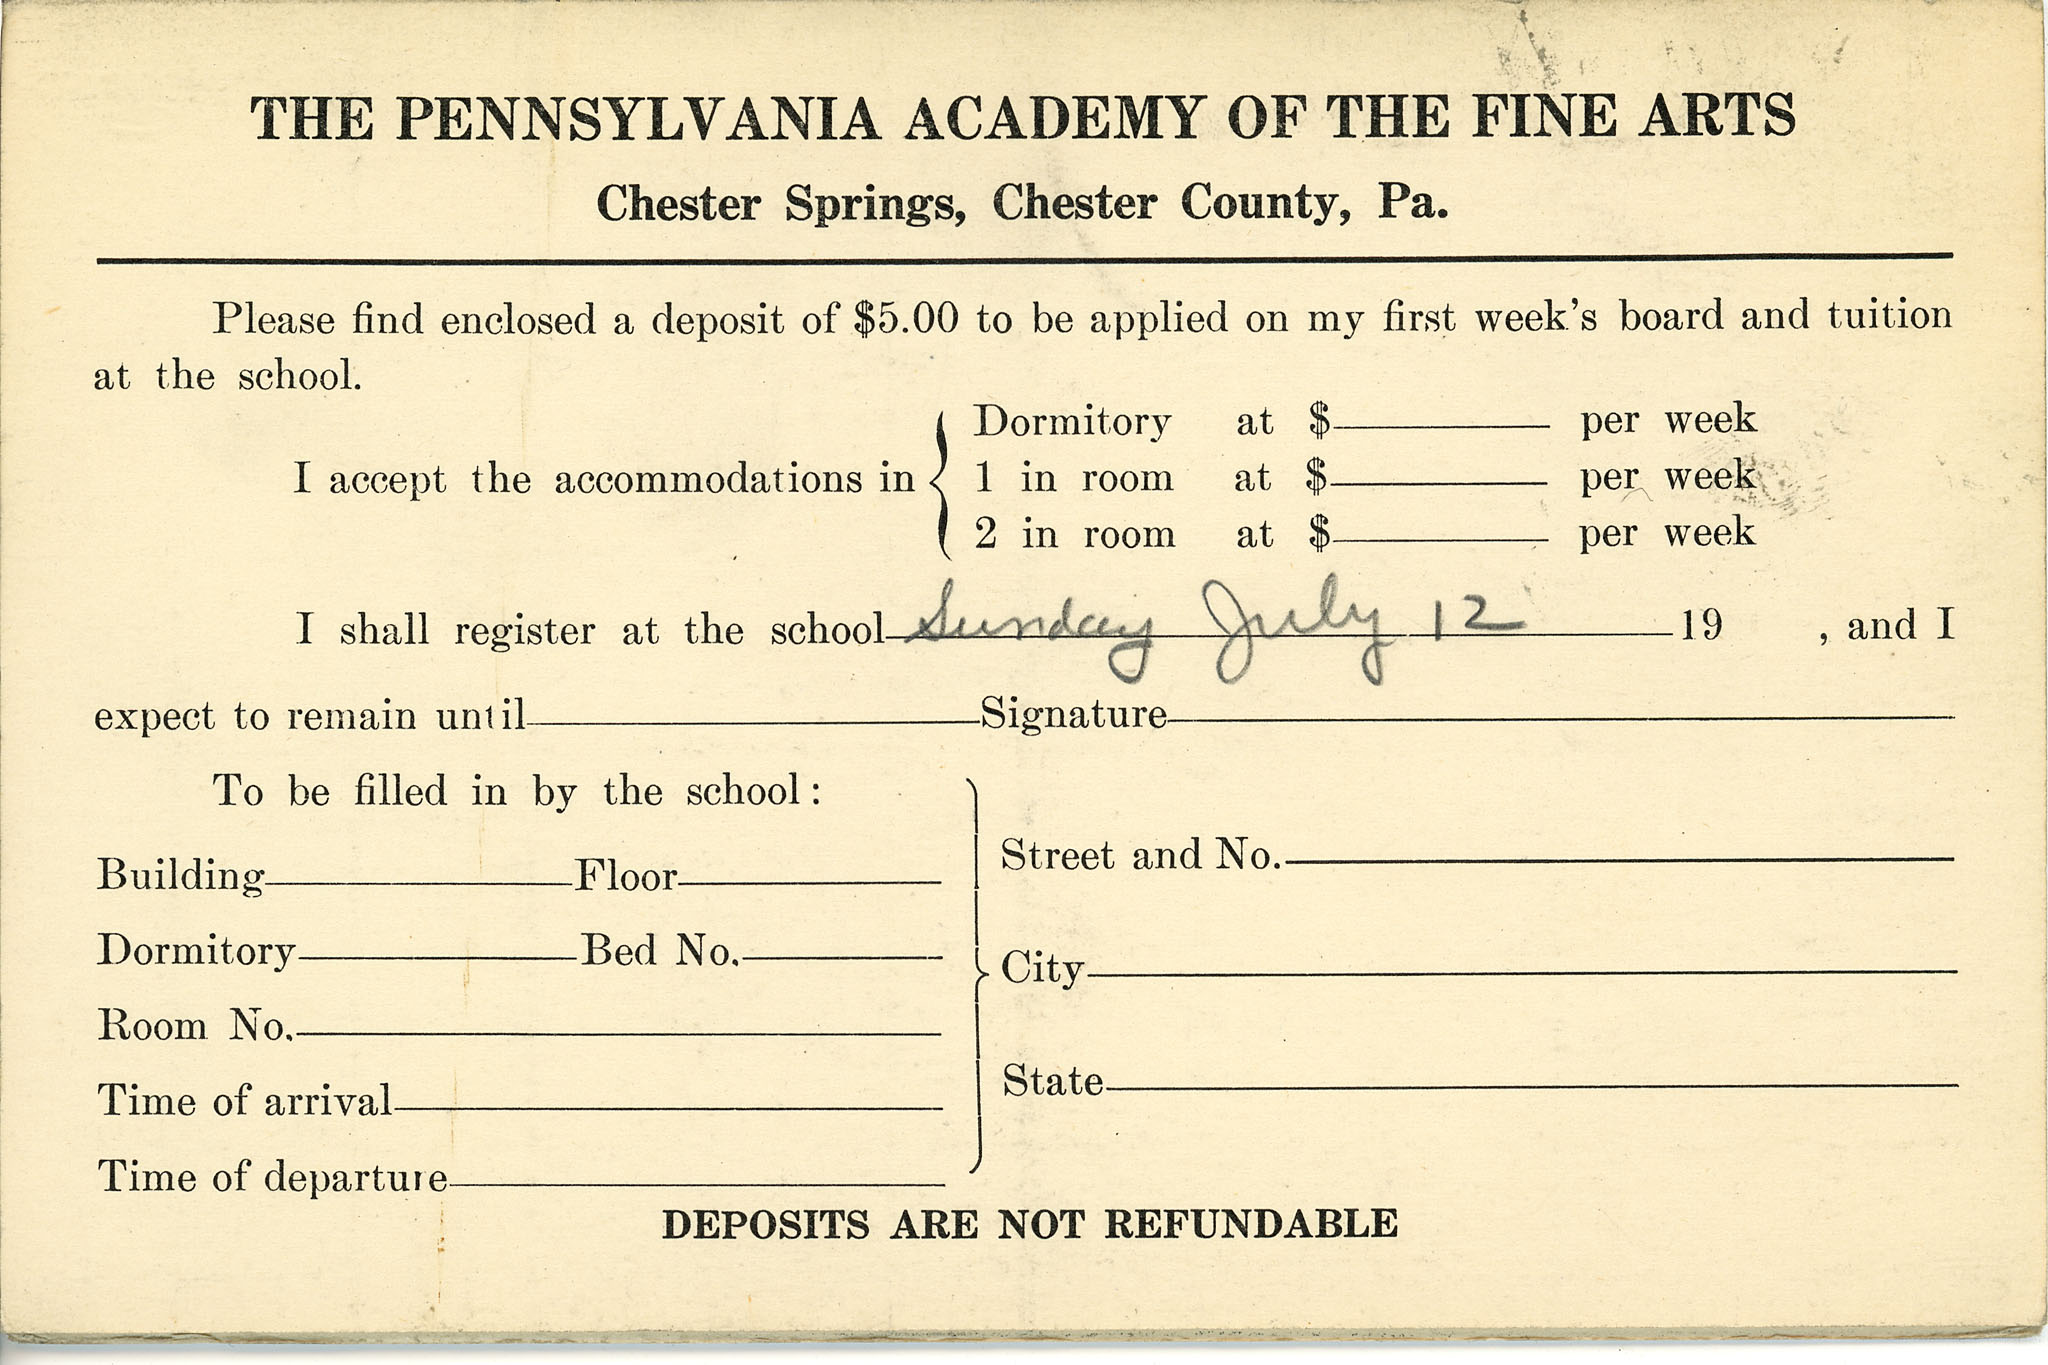 THE PENNSYLVANIA ACADEMY OF THE FINE ARTS
Chester Springs, Chester County, Pa.
Please find enclosed a deposit of $5.00 to be applied on my first week's board and tuition
at the school.
Dormitory at $ per week
I accept the accommodations in 1 in room at $ per week
2 in room at $ per week
I shall register at the school Sunday July 12 19 , and I
expect to remain until Signature
To be filled in by the school:
Building Floor
Dormitory Bed No.
Room No.
Time of arrival
Time of departure
Street and No.
City
State
DEPOSITS ARE NOT REFUNDABLE